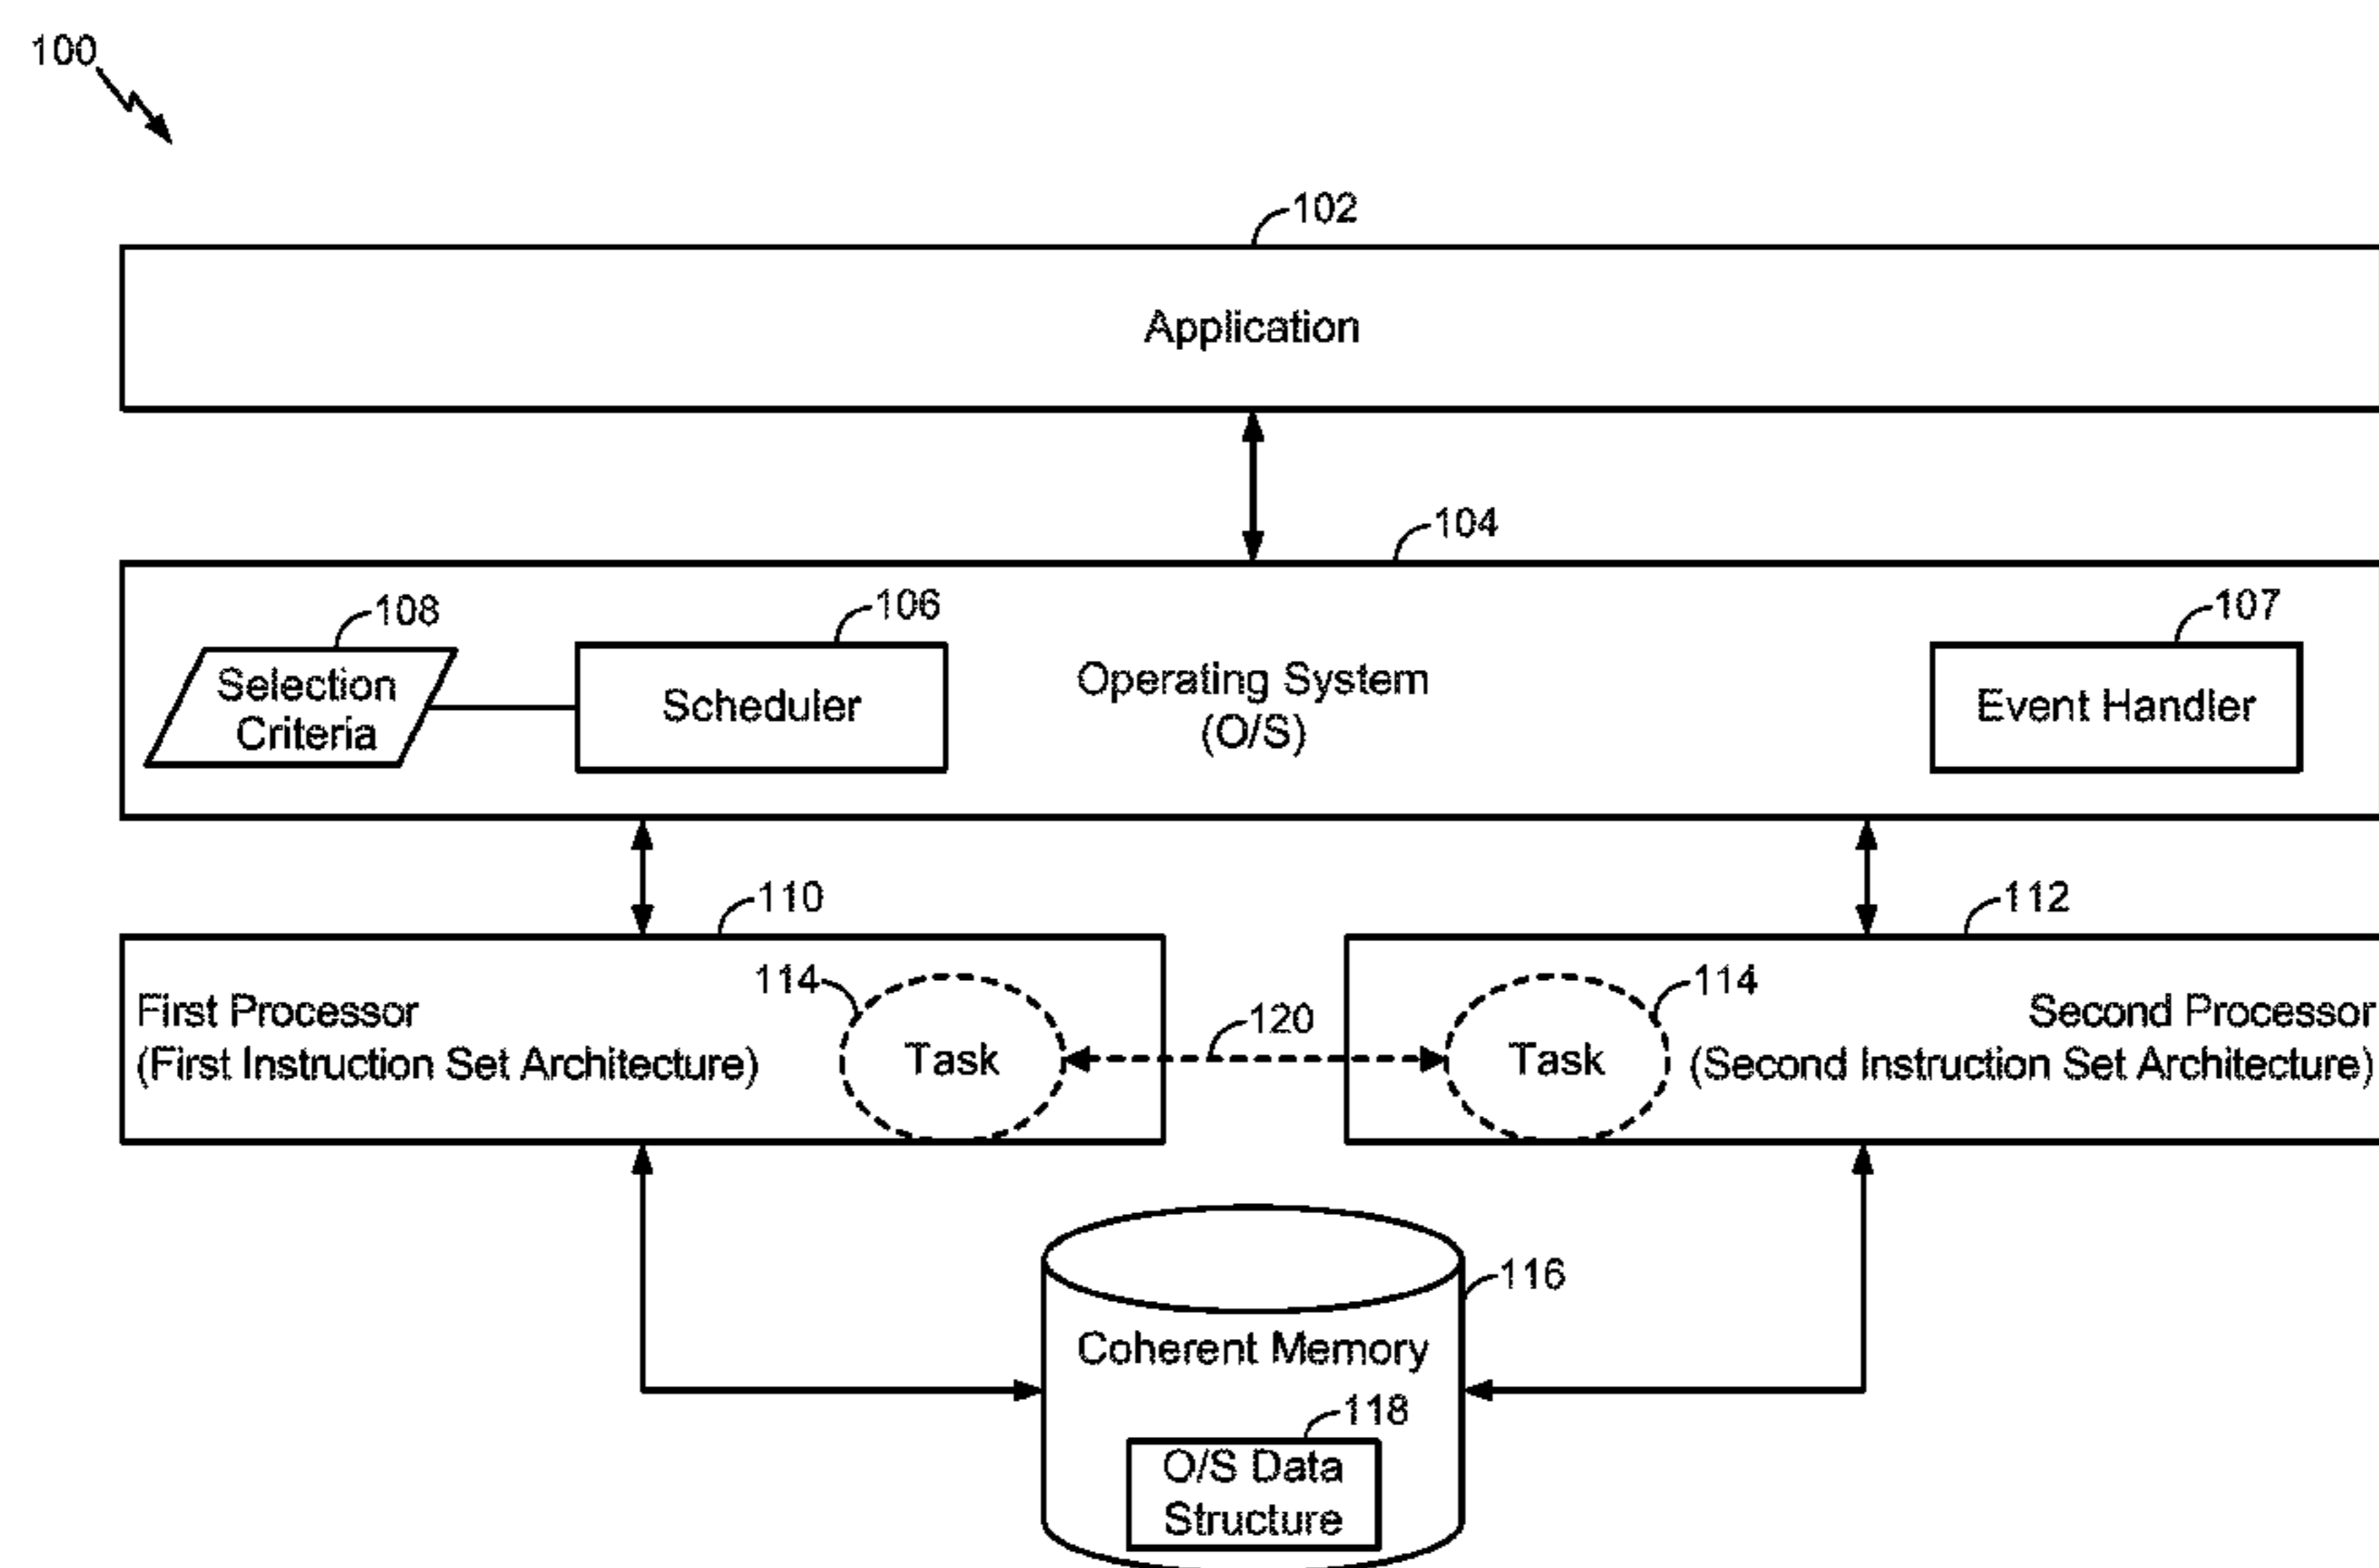 100
102
Application
104
108
106
107
Selection
Criteria
Scheduler
Operating System
(O/S)
Event Handler
110
112
First Processor
(First Instruction Set Architecture)
114
Task
120
114
Task
Second Processor
(Second Instruction Set Architecture)
116
Coherent Memory
118
O/S Data
Structure